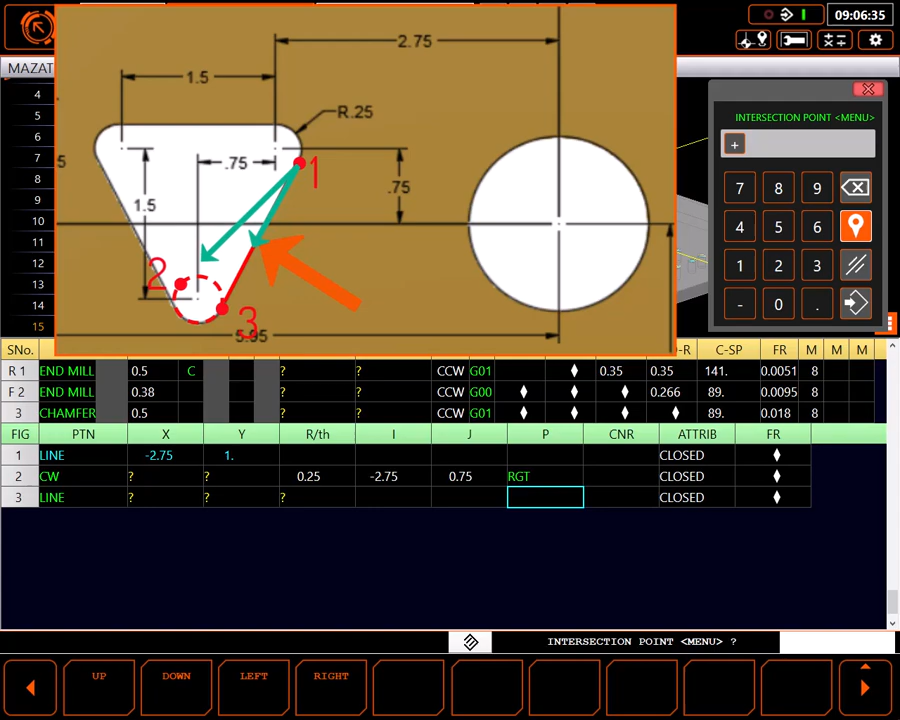 09:06:35
MAZAT
4
5
6
7
8
9
10
11
12
13
14
15
2.75
1.5
R.25
5
.75
.75
1.5
1
2
3
5.95
INTERSECTION POINT <MENU>
+
7 8 9
4 5 6
1 2 3
- 0 .
SNo. -R C-SP FR M M M
R 1 END MILL 0.5 C ? ? CCW G01 ♦ 0.35 0.35 141. 0.0051 8
F 2 END MILL 0.38 ? ? CCW G00 ♦ ♦ ♦ 0.266 89. 0.0095 8
3 CHAMFER 0.5 ? ? CCW G01 ♦ ♦ ♦ ♦ 89. 0.018 8
FIG PTN X Y R/th I J P CNR ATTRIB FR
1 LINE -2.75 1. CLOSED ♦
2 CW ? ? 0.25 -2.75 0.75 RGT CLOSED ♦
3 LINE ? ? ? CLOSED ♦
INTERSECTION POINT <MENU> ?
UP DOWN LEFT RIGHT